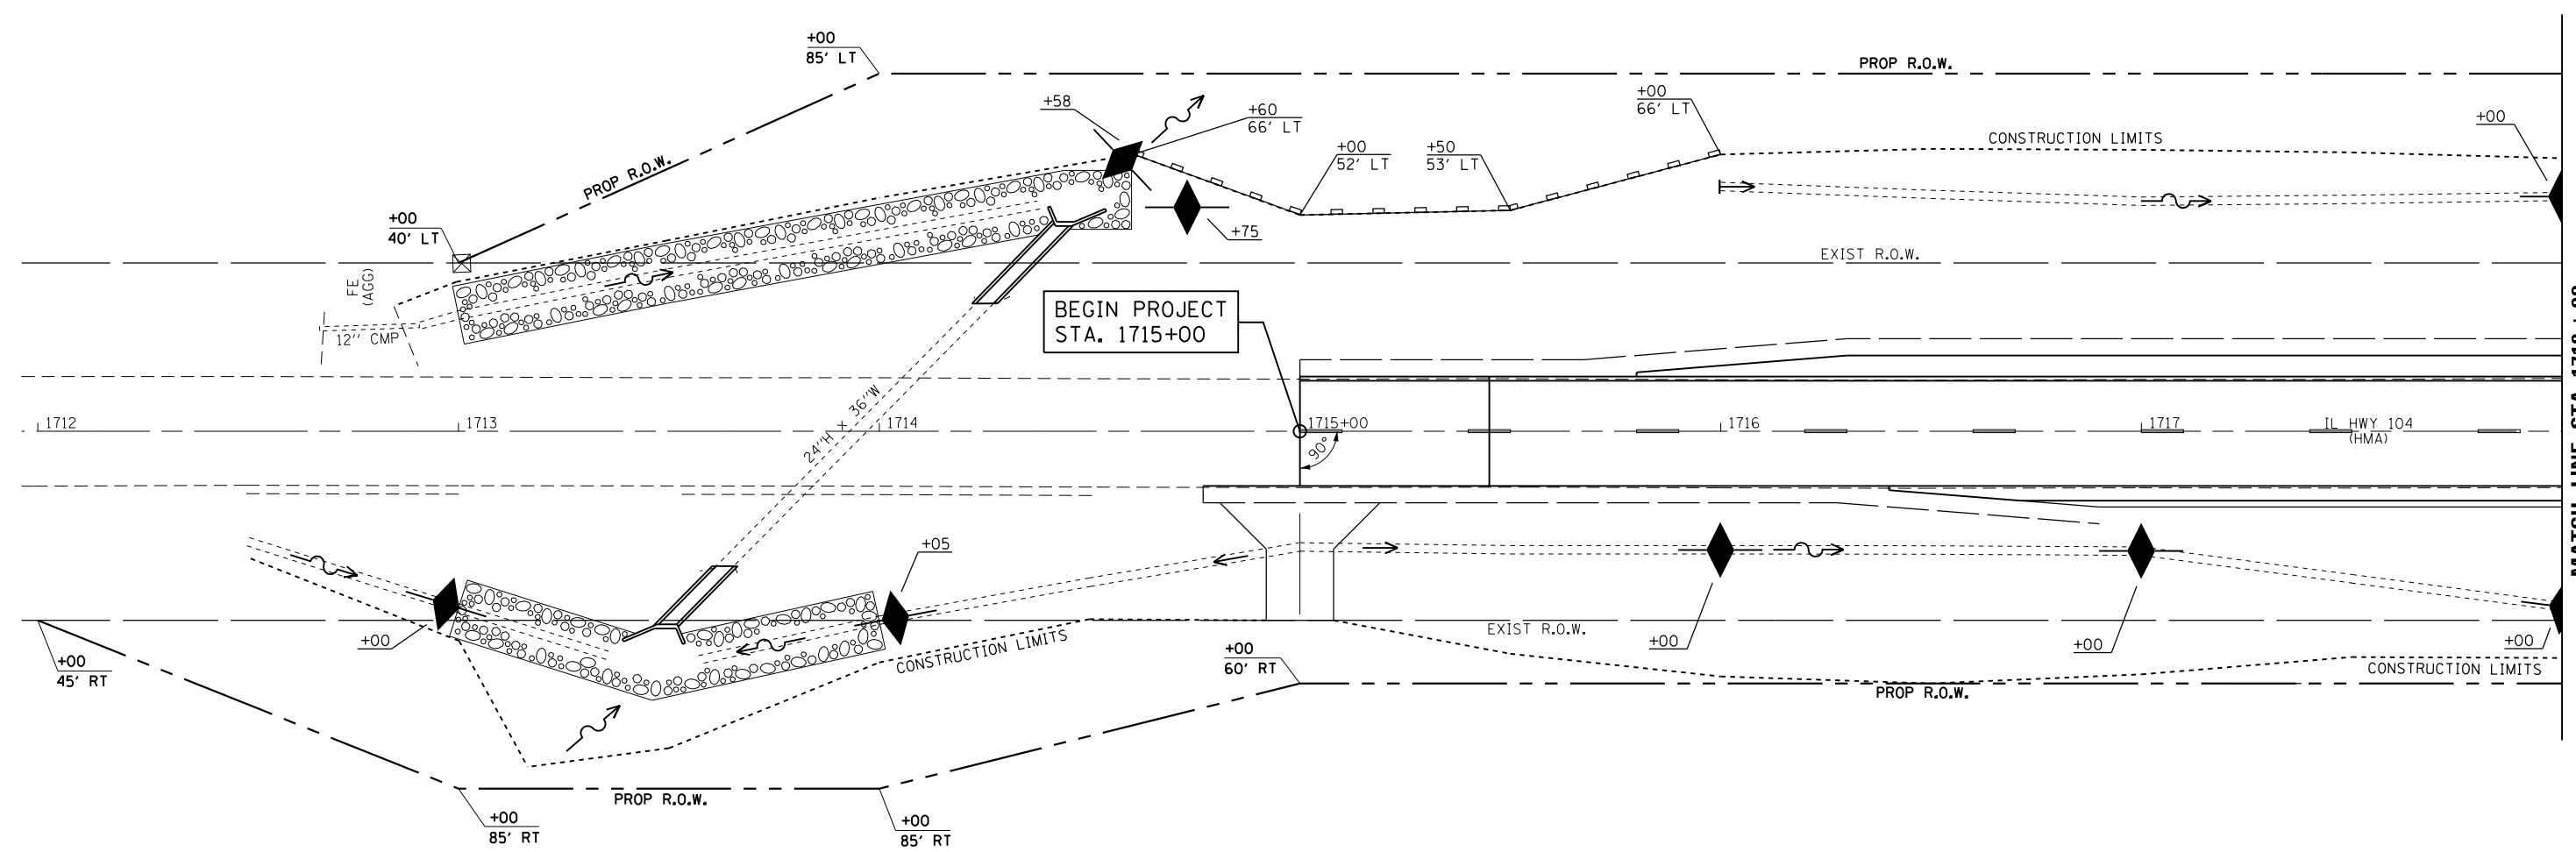 +00
85' LT
PROP R.O.W.
+58
+60
66' LT
+00
66' LT
+00
CONSTRUCTION LIMITS
+00
52' LT
+50
53' LT
PROP R.O.W.
+00
40' LT
+75
EXIST R.O.W.
FE
(AGG)
12'' CMP
BEGIN PROJECT
STA. 1715+00
24''H x 36''W
1712
1713
1714
1715+00
1716
1717
IL HWY 104
(HMA)
90°
+05
+00
+00
+00
+00
EXIST R.O.W.
CONSTRUCTION LIMITS
+00
45' RT
+00
60' RT
CONSTRUCTION LIMITS
PROP R.O.W.
PROP R.O.W.
+00
85' RT
+00
85' RT